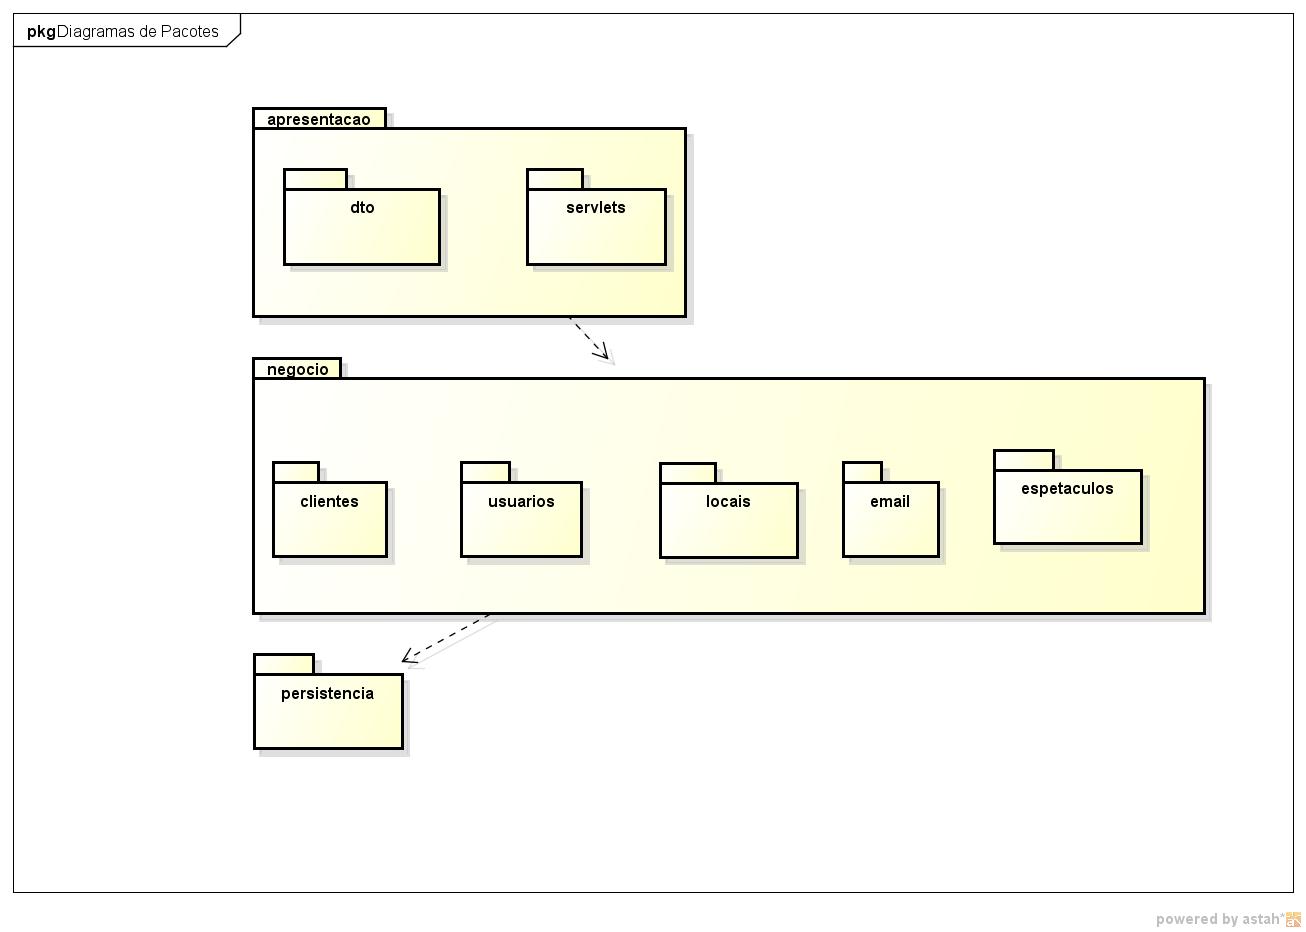 pkgDiagramas de Pacotes
apresentacao
dto
servlets
negocio
clientes
usuarios
locais
email
espetaculos
persistencia
powered by astah*